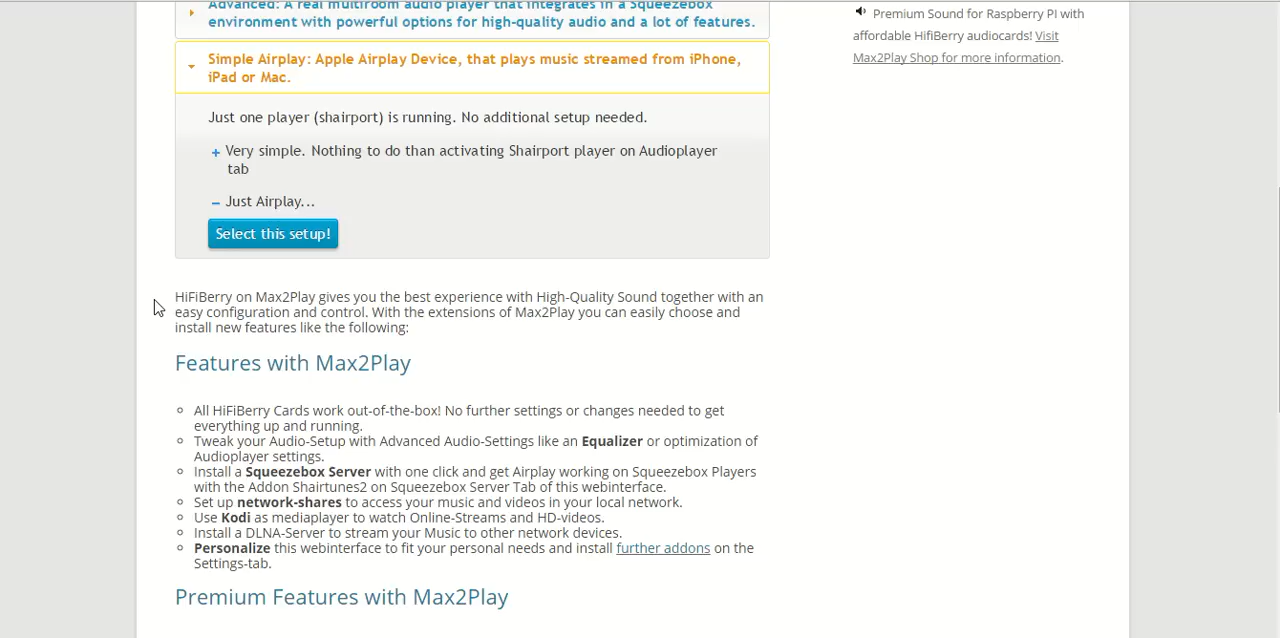 Advanced: A real multiroom audio player that integrates in a Squeezebox
environment with powerful options for high-quality audio and a lot of features.
Simple Airplay: Apple Airplay Device, that plays music streamed from iPhone,
iPad or Mac.
Just one player (shairport) is running. No additional setup needed.
+ Very simple. Nothing to do than activating Shairport player on Audioplayer
tab
– Just Airplay...
Select this setup!
HiFiBerry on Max2Play gives you the best experience with High-Quality Sound together with an
easy configuration and control. With the extensions of Max2Play you can easily choose and
install new features like the following:
Features with Max2Play
All HiFiBerry Cards work out-of-the-box! No further settings or changes needed to get
everything up and running.
Tweak your Audio-Setup with Advanced Audio-Settings like an Equalizer or optimization of
Audioplayer settings.
Install a Squeezebox Server with one click and get Airplay working on Squeezebox Players
with the Addon Shairtunes2 on Squeezebox Server Tab of this webinterface.
Set up network-shares to access your music and videos in your local network.
Use Kodi as mediaplayer to watch Online-Streams and HD-videos.
Install a DLNA-Server to stream your Music to other network devices.
Personalize this webinterface to fit your personal needs and install further addons on the
Settings-tab.
Premium Features with Max2Play
Premium Sound for Raspberry PI with
affordable HifiBerry audiocards! Visit
Max2Play Shop for more information.